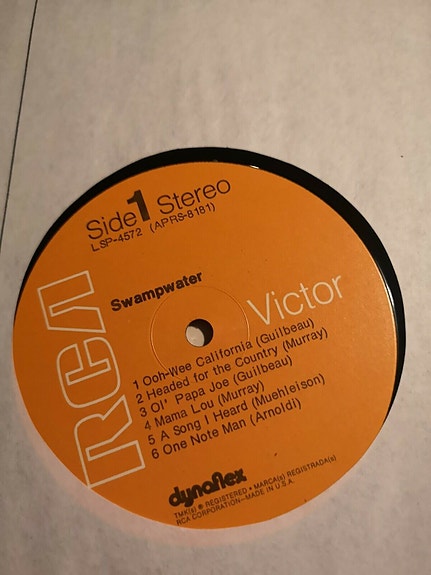 Side 1 Stereo
LSP-4572 (APRS-8181)
RCA
Victor
Swampwater
1 Ooh-Wee California (Guilbeau)
2 Headed for the Country (Murray)
3 Ol' Papa Joe (Guilbeau)
4 Mama Lou (Murray)
5 A Song I Heard (Muehleison)
6 One Note Man (Arnoldi)
dynaflex
TMK(s) ® REGISTERED • MARCA(s) REGISTRADA(s)
RCA CORPORATION—MADE IN U.S.A.